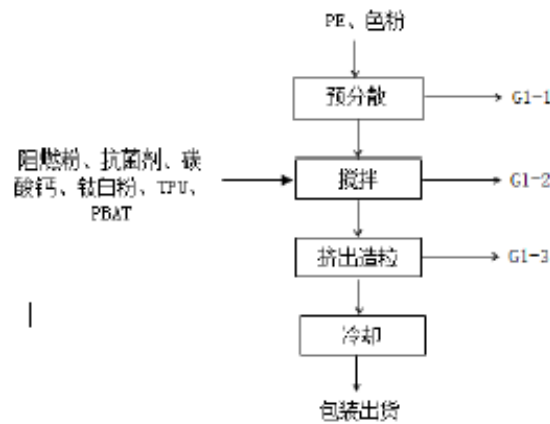 PE、色粉
预分散
G1-1
阻燃粉、抗菌剂、碳
酸钙、钛白粉、TPU、
PBAT
搅拌
G1-2
挤出造粒
G1-3
冷却
包装出货